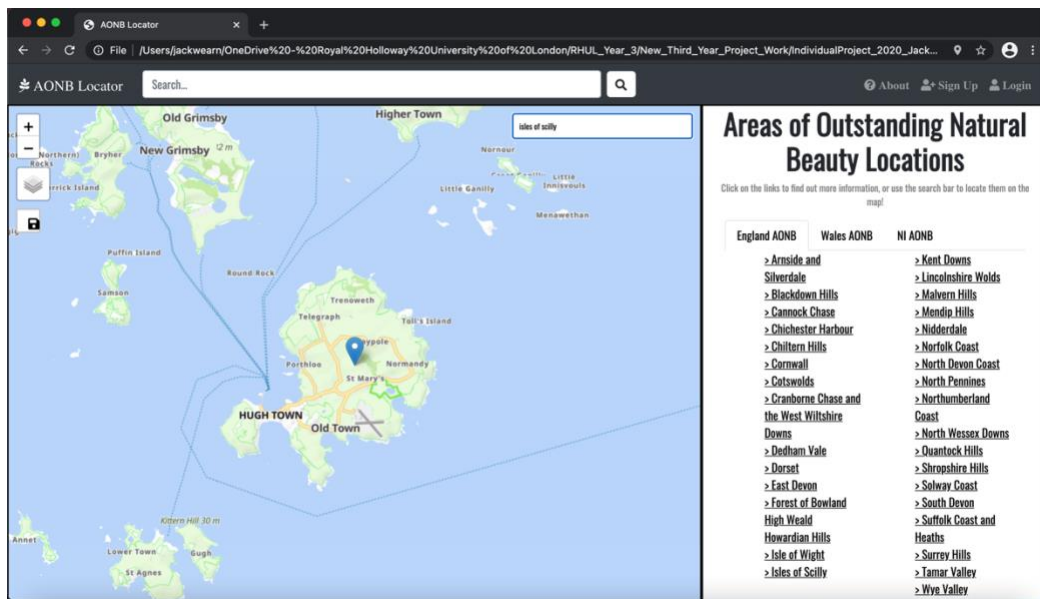 AONB Locator
File | /Users/jackwearn/OneDrive%20-%20Royal%20Holloway%20University%20of%20London/RHUL_Year_3/New_Third_Year_Project_Work/IndividualProject_2020_Jack...
AONB Locator
Search...
About
Sign Up
Login
+
−
Old Grimsby
Higher Town
isles of scilly
New Grimsby
Northern
Rocks
Bryher
Nornour
Little
Innisvouls
Little Ganilly
Menawethan
Puffin Island
Round Rock
Samson
Trenoweth
Telegraph
Toll's Island
Porthloo
Normandy
St Mary's
HUGH TOWN
Old Town
Kittern Hill 30 m
Annet
Lower Town
Gugh
St Agnes
Areas of Outstanding Natural
Beauty Locations
Click on the links to find out more information, or use the search bar to locate them on the
map!
England AONB
Wales AONB
NI AONB
> Arnside and
Silverdale
> Blackdown Hills
> Cannock Chase
> Chichester Harbour
> Chiltern Hills
> Cornwall
> Cotswolds
> Cranborne Chase and
the West Wiltshire
Downs
> Dedham Vale
> Dorset
> East Devon
> Forest of Bowland
High Weald
Howardian Hills
> Isle of Wight
> Isles of Scilly
> Kent Downs
> Lincolnshire Wolds
> Malvern Hills
> Mendip Hills
> Nidderdale
> Norfolk Coast
> North Devon Coast
> North Pennines
> Northumberland
Coast
> North Wessex Downs
> Quantock Hills
> Shropshire Hills
> Solway Coast
> South Devon
> Suffolk Coast and
Heaths
> Surrey Hills
> Tamar Valley
> Wye Valley